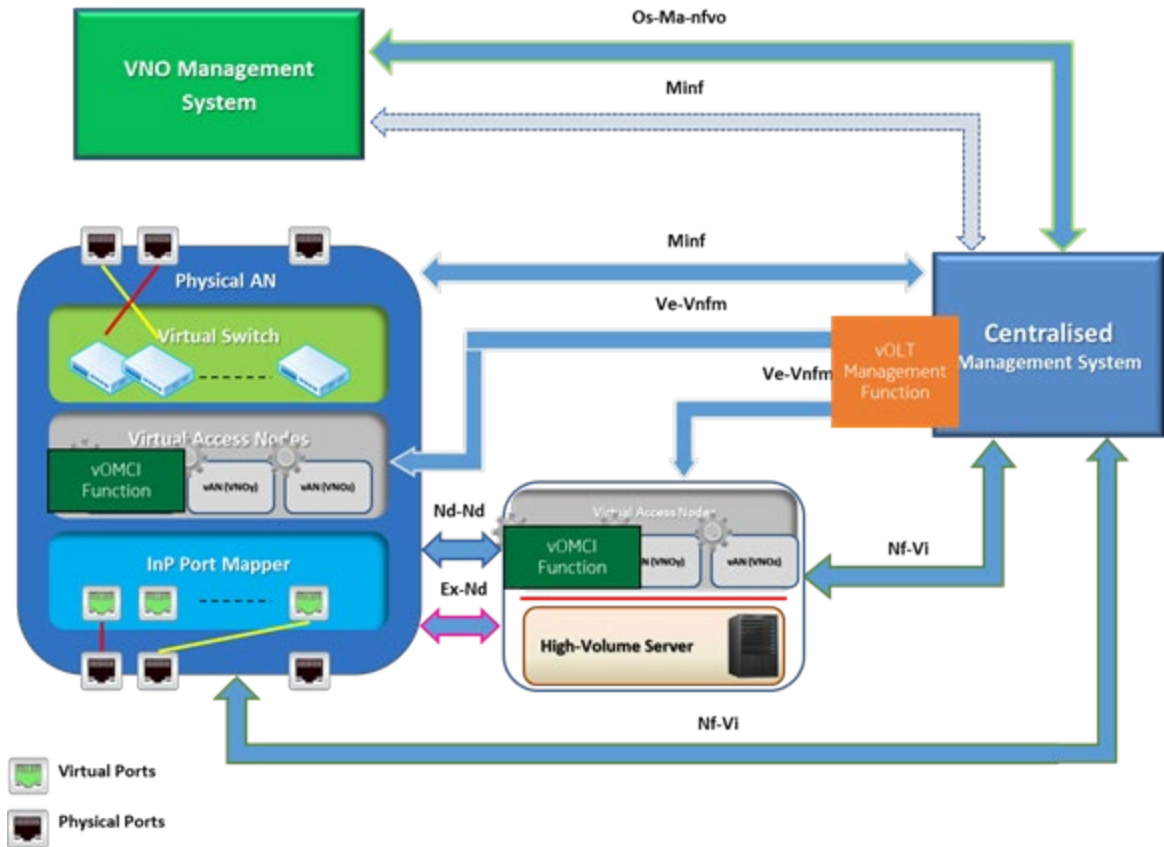 Os-Ma-nfvo
VNO Management
System
Minf
Minf
Physical AN
Ve-Vnfm
Virtual Switch
Centralised
Management System
vOLT
Management
Function
Ve-Vnfm
Virtual Access Nodes
vOMCI
Function
vAN (VNOy)
vAN (VNOz)
Nd-Nd
Virtual Access Nodes
vOMCI
Function
N (VNOy)
vAN (VNOz)
Nf-Vi
InP Port Mapper
Ex-Nd
High-Volume Server
Nf-Vi
Virtual Ports
Physical Ports